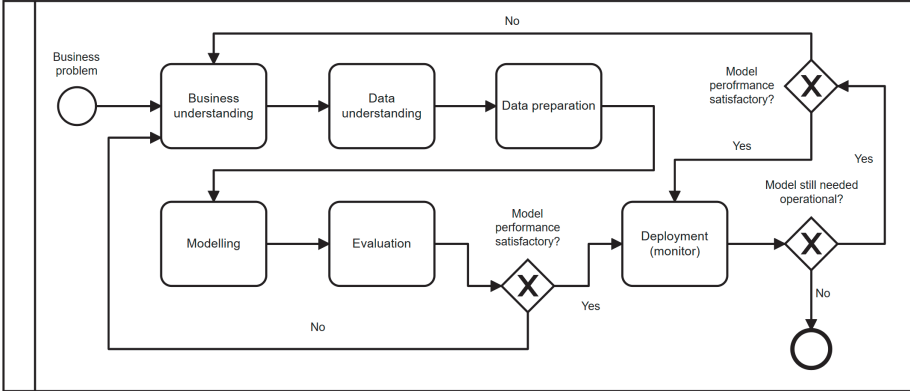 No
Business
problem
Business
understanding
Data
understanding
Data preparation
Model
perofrmance
satisfactory?
Yes
Yes
Model still needed
operational?
Modelling
Evaluation
Model
performance
satisfactory?
Deployment
(monitor)
Yes
No
No